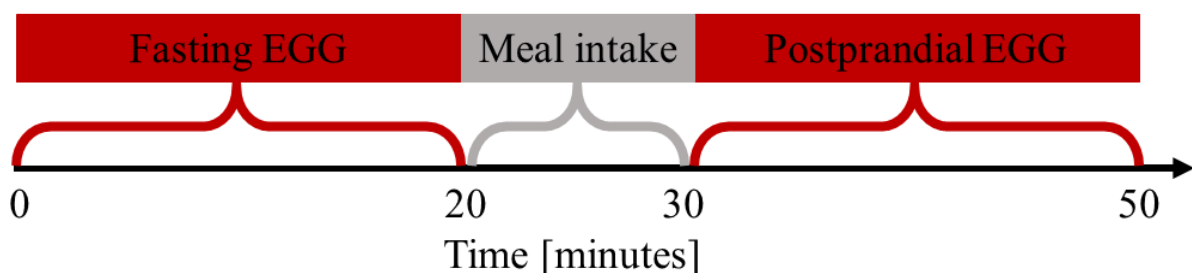 Fasting EGG Meal intake Postprandial EGG
0 20 30 50
Time [minutes]